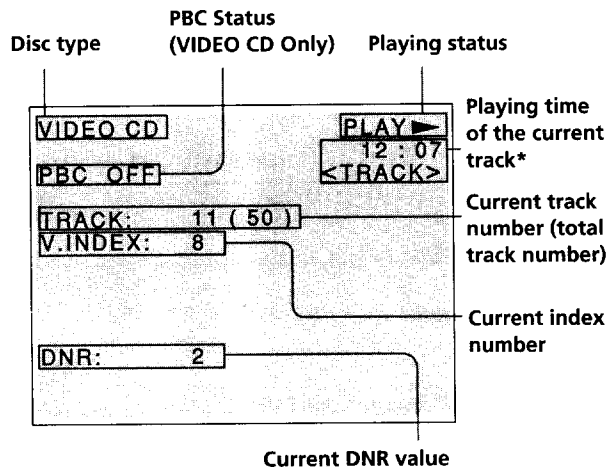 PBC Status
Disc type
(VIDEO CD Only)
Playing status
VIDEO CD
PLAY
12 : 07
<TRACK>
PBC OFF
Playing time
of the current
track*
TRACK: 11 ( 50 )
V.INDEX: 8
Current track
number (total
track number)
Current index
number
DNR: 2
Current DNR value